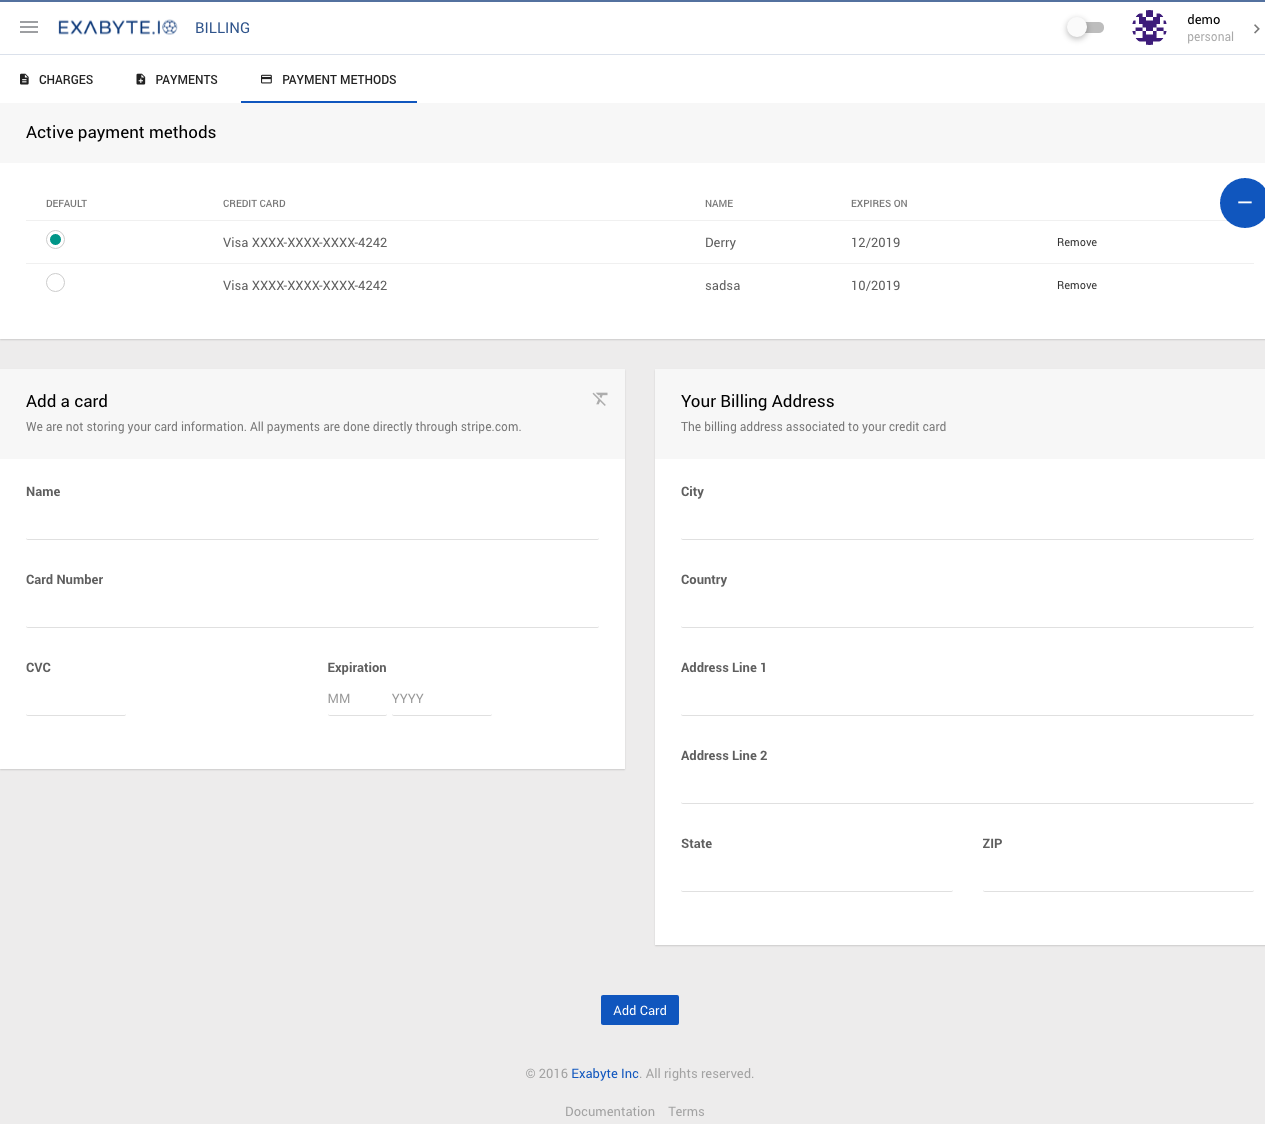 EXABYTE.IO BILLING demo
personal
CHARGES PAYMENTS PAYMENT METHODS
Active payment methods
DEFAULT CREDIT CARD NAME EXPIRES ON
Visa XXXX-XXXX-XXXX-4242 Derry 12/2019 Remove
Visa XXXX-XXXX-XXXX-4242 sadsa 10/2019 Remove
Add a card
We are not storing your card information. All payments are done directly through stripe.com.
Name
Card Number
CVC Expiration
MM YYYY
Your Billing Address
The billing address associated to your credit card
City
Country
Address Line 1
Address Line 2
State ZIP
Add Card
© 2016 Exabyte Inc. All rights reserved.
Documentation Terms